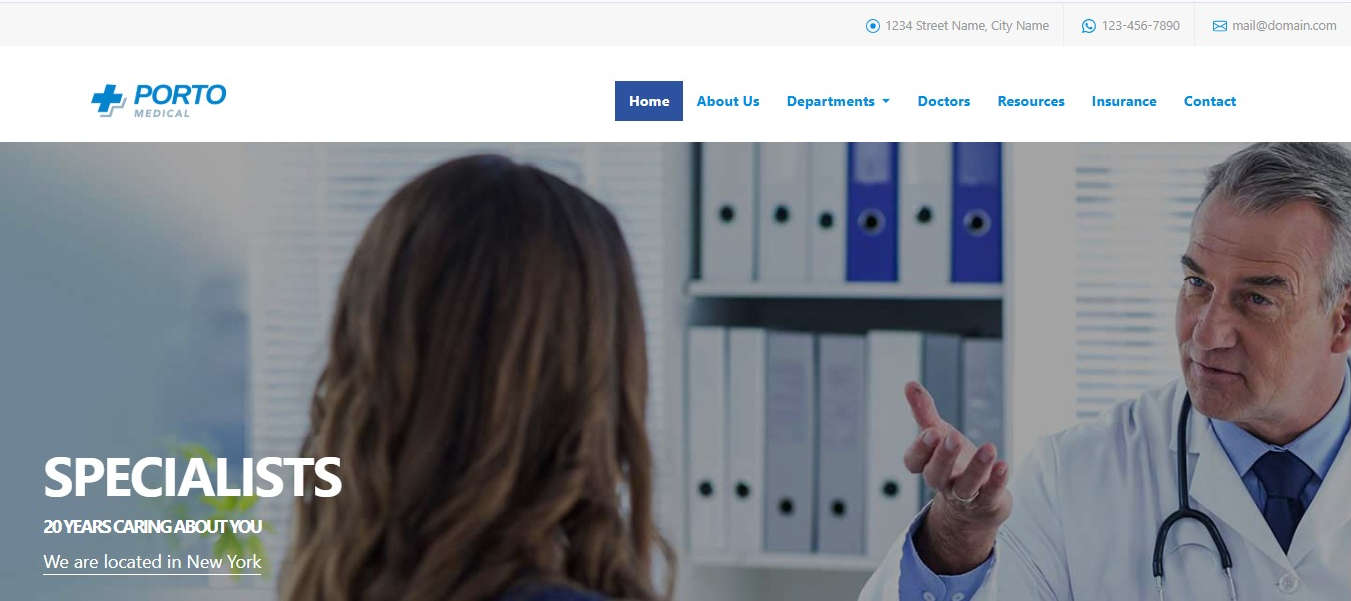 1234 Street Name, City Name 123-456-7890 mail@domain.com
PORTO
MEDICAL
Home About Us Departments Doctors Resources Insurance Contact
SPECIALISTS
20 YEARS CARING ABOUT YOU
We are located in New York